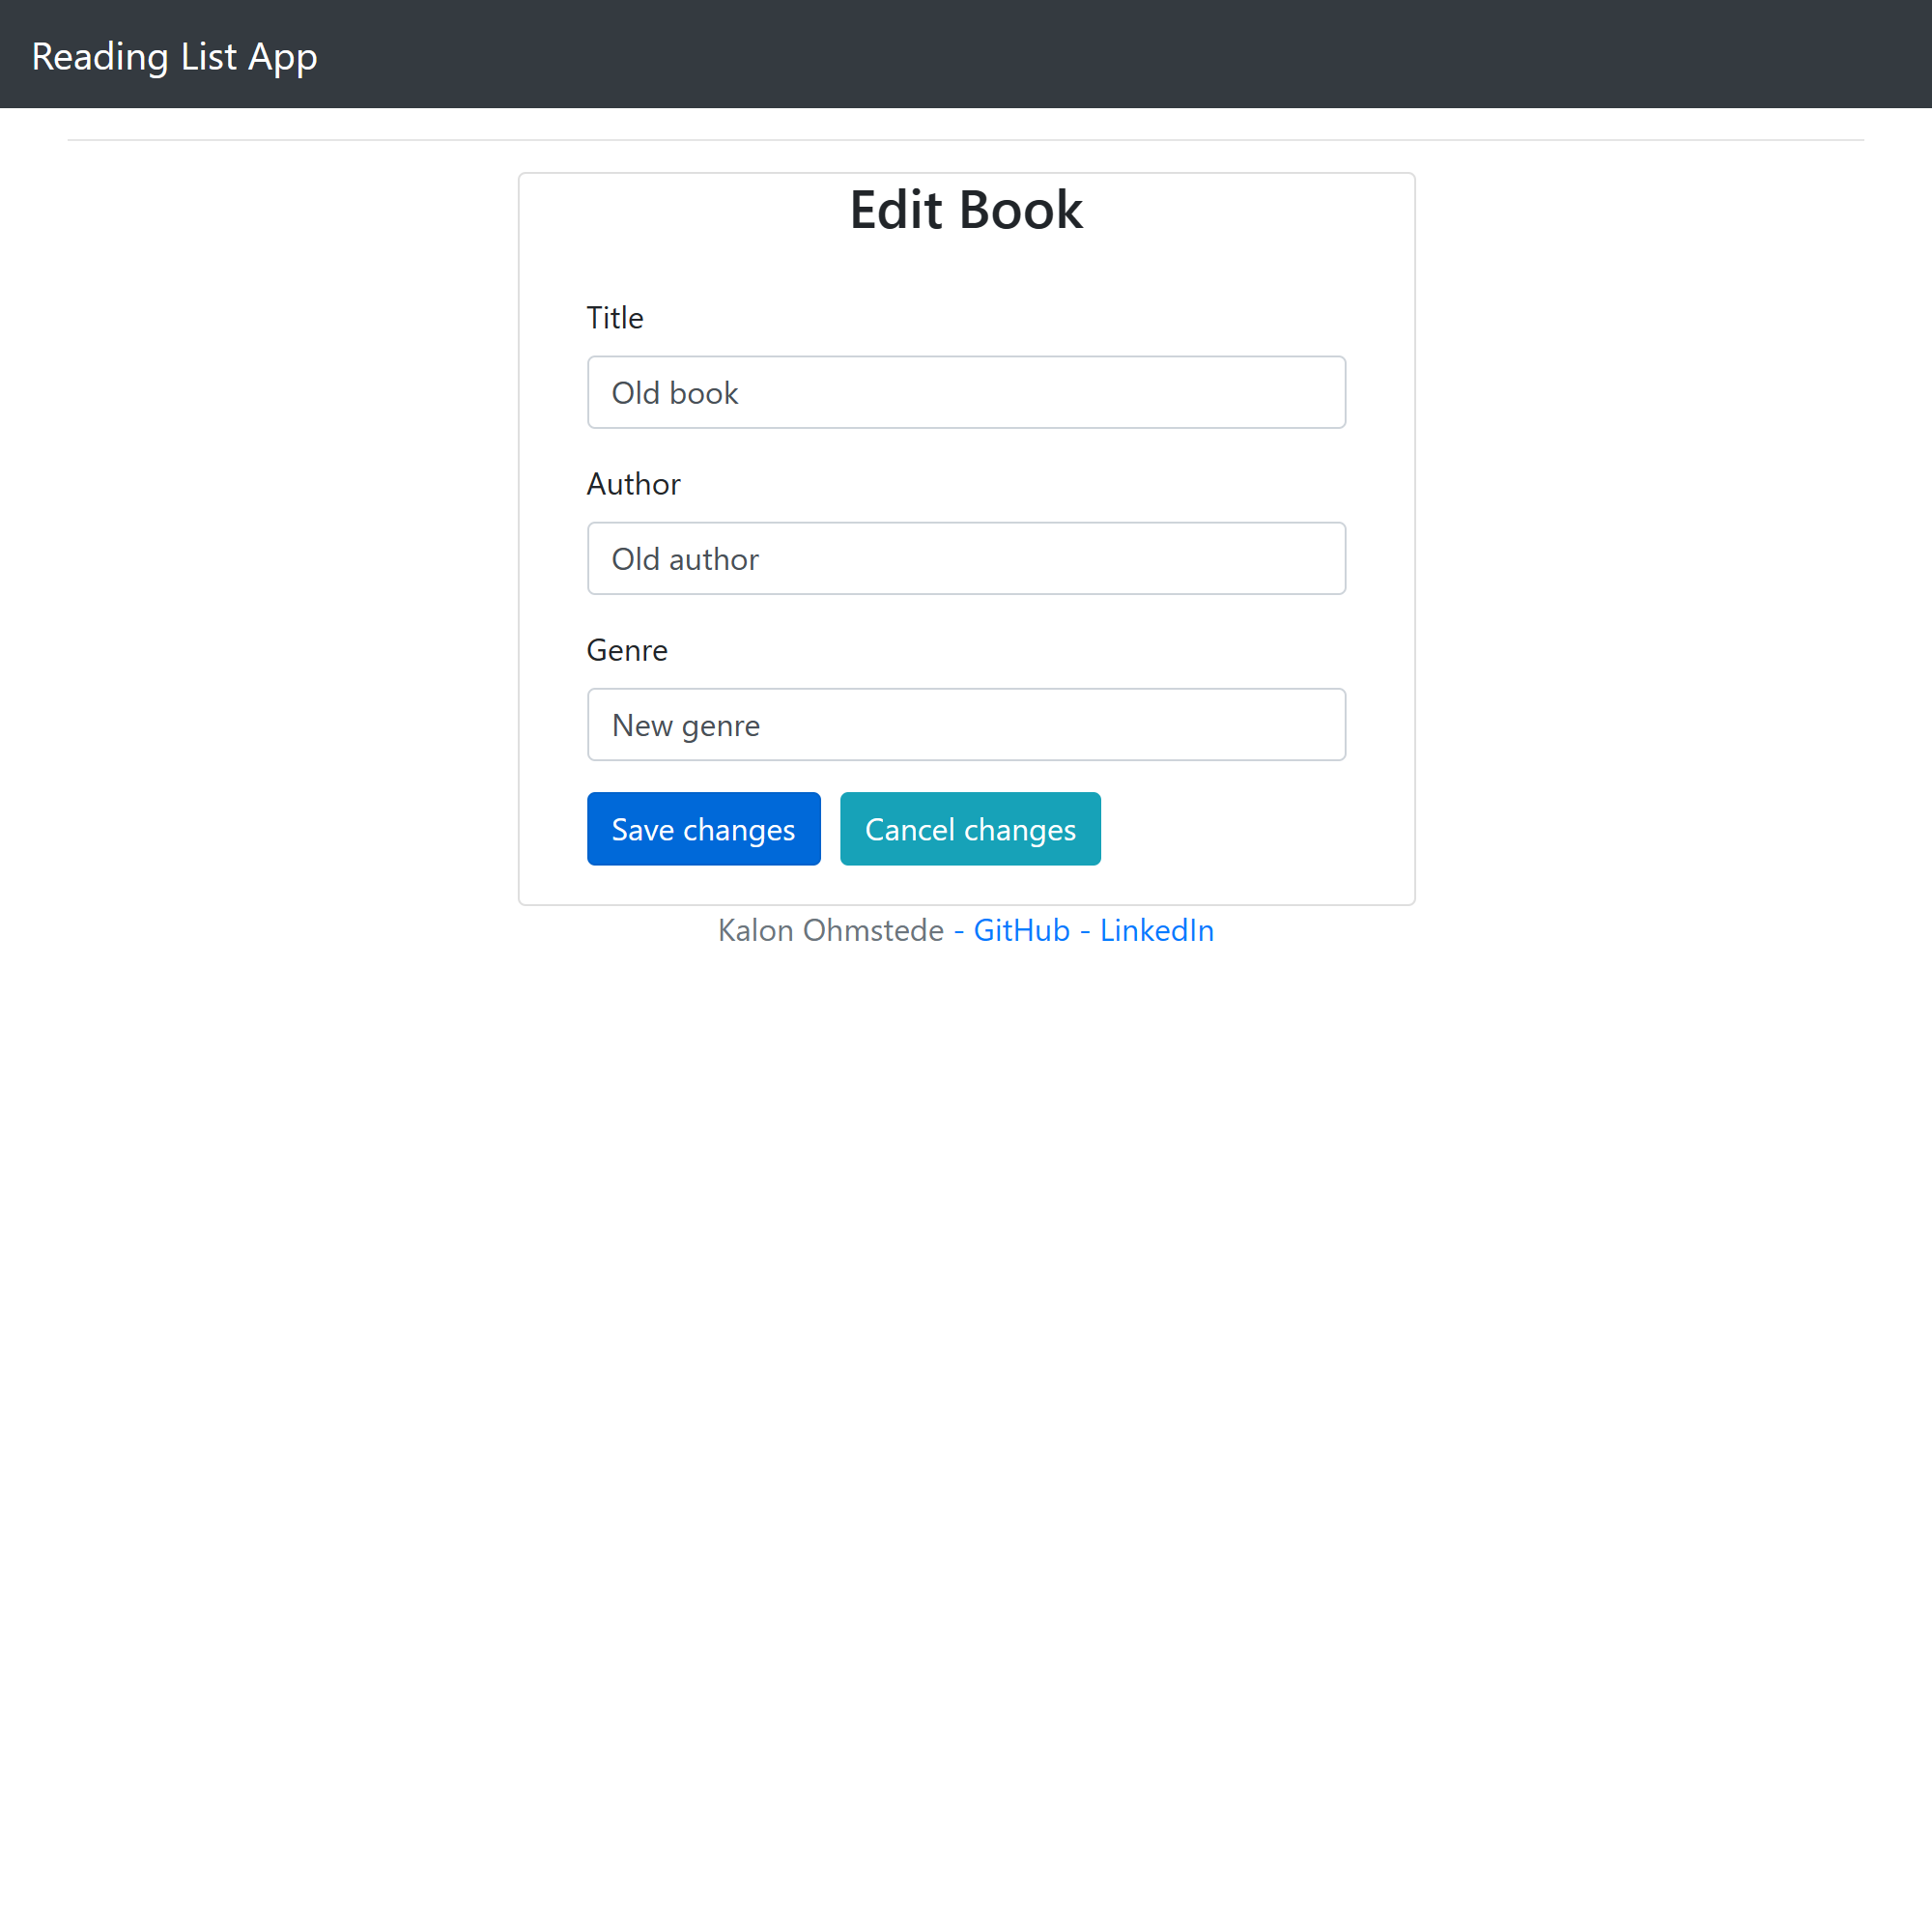 Reading List App
Edit Book
Title
Old book
Author
Old author
Genre
New genre
Save changes Cancel changes
Kalon Ohmstede - GitHub - LinkedIn